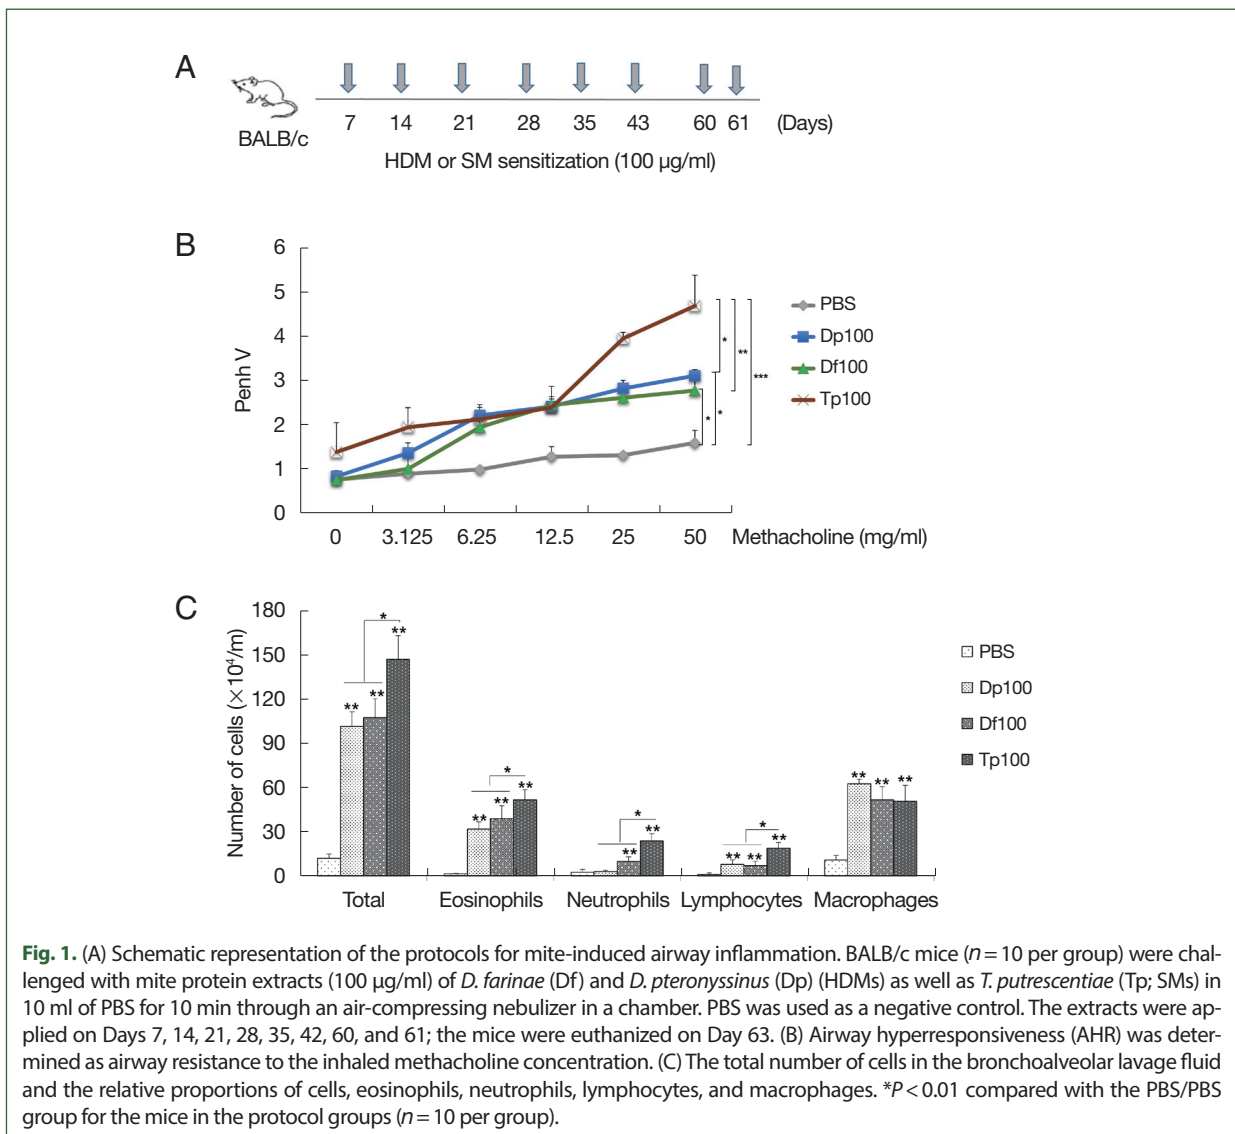 A
BALB/c
7 14 21 28 35 43 60 61 (Days)
HDM or SM sensitization (100 µg/ml)
B
Penh V
6
5
4
3
2
1
0
0 3.125 6.25 12.5 25 50 Methacholine (mg/ml)
PBS
Dp100
Df100
Tp100
*
**
***
*
*
C
Number of cells (×10⁴/m)
180
150
120
90
60
30
0
* ** ** **
* ** ** **
* ** **
* ** ** **
** ** **
Total Eosinophils Neutrophils Lymphocytes Macrophages
PBS
Dp100
Df100
Tp100
Fig. 1. (A) Schematic representation of the protocols for mite-induced airway inflammation. BALB/c mice (n = 10 per group) were chal-
lenged with mite protein extracts (100 µg/ml) of D. farinae (Df) and D. pteronyssinus (Dp) (HDMs) as well as T. putrescentiae (Tp; SMs) in
10 ml of PBS for 10 min through an air-compressing nebulizer in a chamber. PBS was used as a negative control. The extracts were ap-
plied on Days 7, 14, 21, 28, 35, 42, 60, and 61; the mice were euthanized on Day 63. (B) Airway hyperresponsiveness (AHR) was deter-
mined as airway resistance to the inhaled methacholine concentration. (C) The total number of cells in the bronchoalveolar lavage fluid
and the relative proportions of cells, eosinophils, neutrophils, lymphocytes, and macrophages. *P < 0.01 compared with the PBS/PBS
group for the mice in the protocol groups (n = 10 per group).